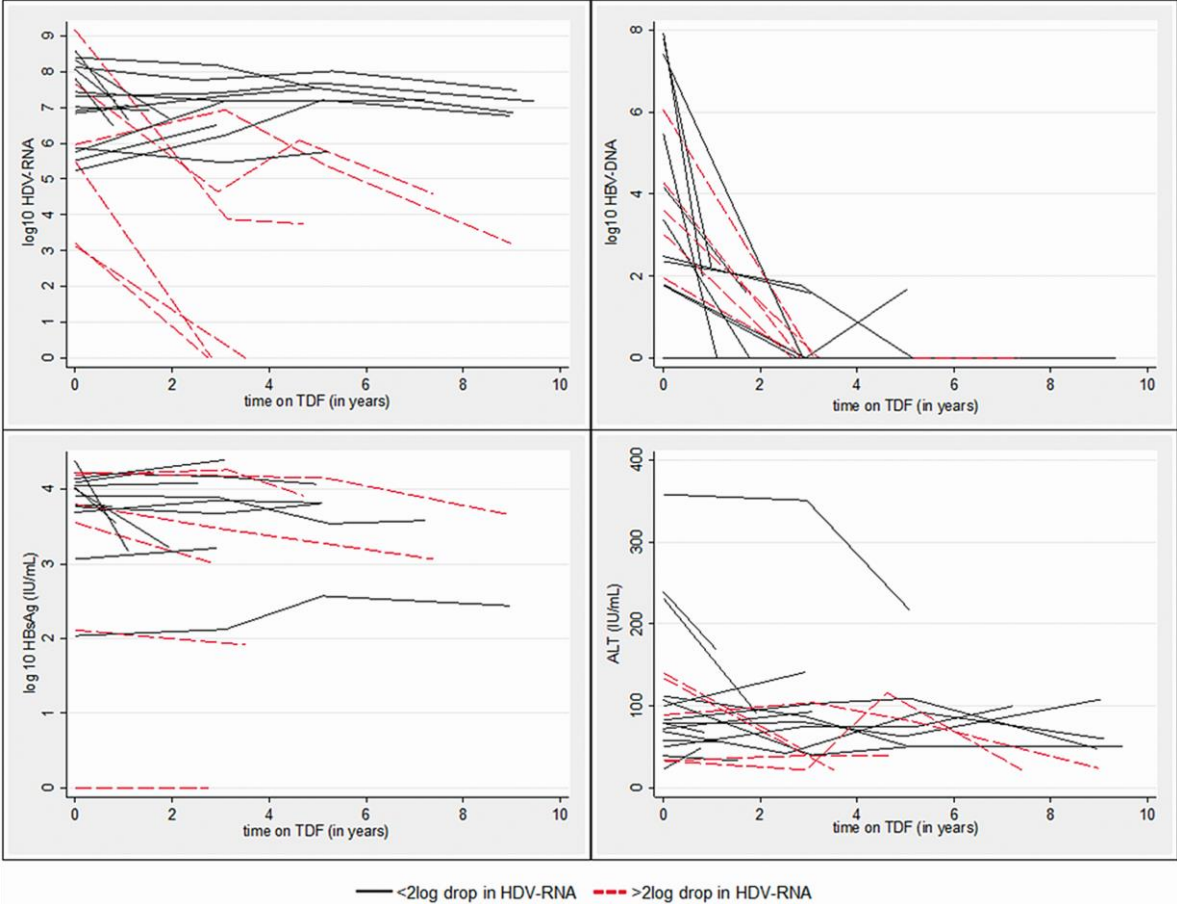 log10 HDV-RNA
9
8
7
6
5
4
3
2
1
0
0 2 4 6 8 10
time on TDF (in years)
log10 HBV-DNA
8
6
4
2
0
0 2 4 6 8 10
time on TDF (in years)
log10 HBsAg (IU/mL)
4
3
2
1
0
0 2 4 6 8 10
time on TDF (in years)
ALT (IU/mL)
400
300
200
100
0
0 2 4 6 8 10
time on TDF (in years)
<2log drop in HDV-RNA >2log drop in HDV-RNA